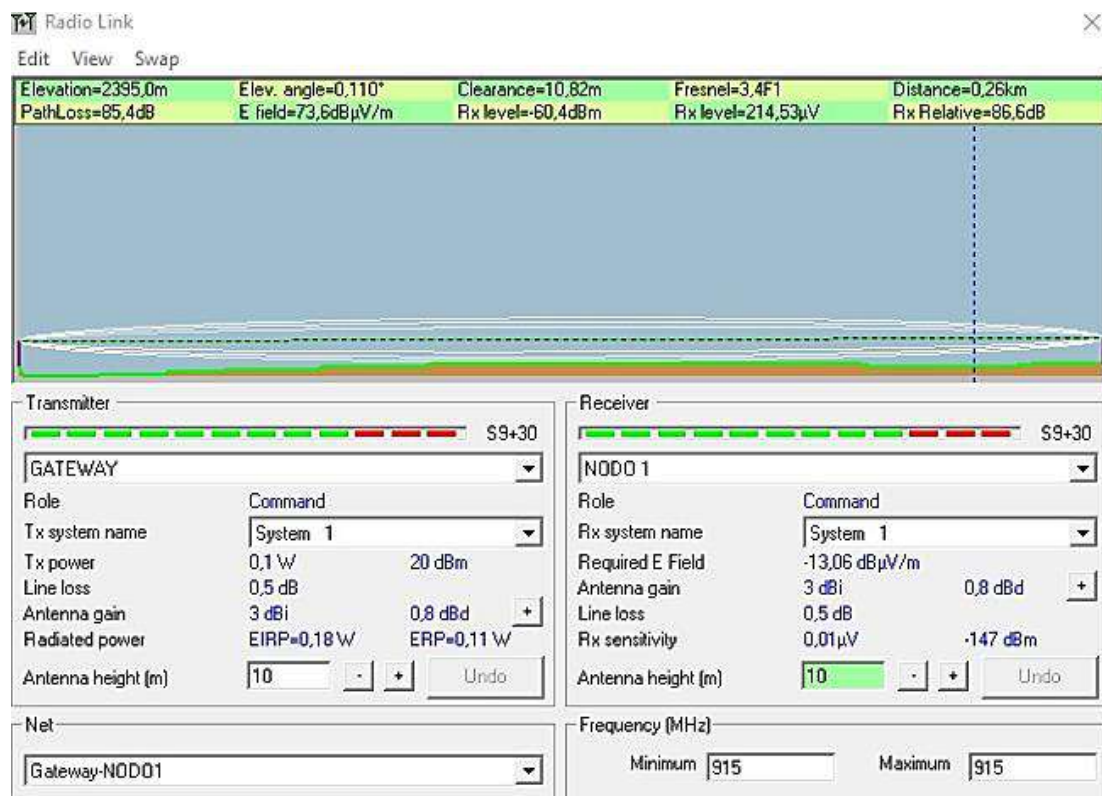 Radio Link
Edit View Swap
Elevation=2395,0m Elev. angle=0,110° Clearance=10,82m Fresnel=3,4F1 Distance=0,26km
PathLoss=85,4dB E field=73,6dBµV/m Rx level=-60,4dBm Rx level=214,53µV Rx Relative=86,6dB
Transmitter
S9+30
GATEWAY
Role Command
Tx system name System 1
Tx power 0,1 W 20 dBm
Line loss 0,5 dB
Antenna gain 3 dBi 0,8 dBd +
Radiated power EIRP=0,18 W ERP=0,11 W
Antenna height (m) 10 - + Undo
Net
Gateway-NODO1
Receiver
S9+30
NODO 1
Role Command
Rx system name System 1
Required E Field -13,06 dBµV/m
Antenna gain 3 dBi 0,8 dBd +
Line loss 0,5 dB
Rx sensitivity 0,01µV -147 dBm
Antenna height (m) 10 - + Undo
Frequency (MHz)
Minimum 915 Maximum 915